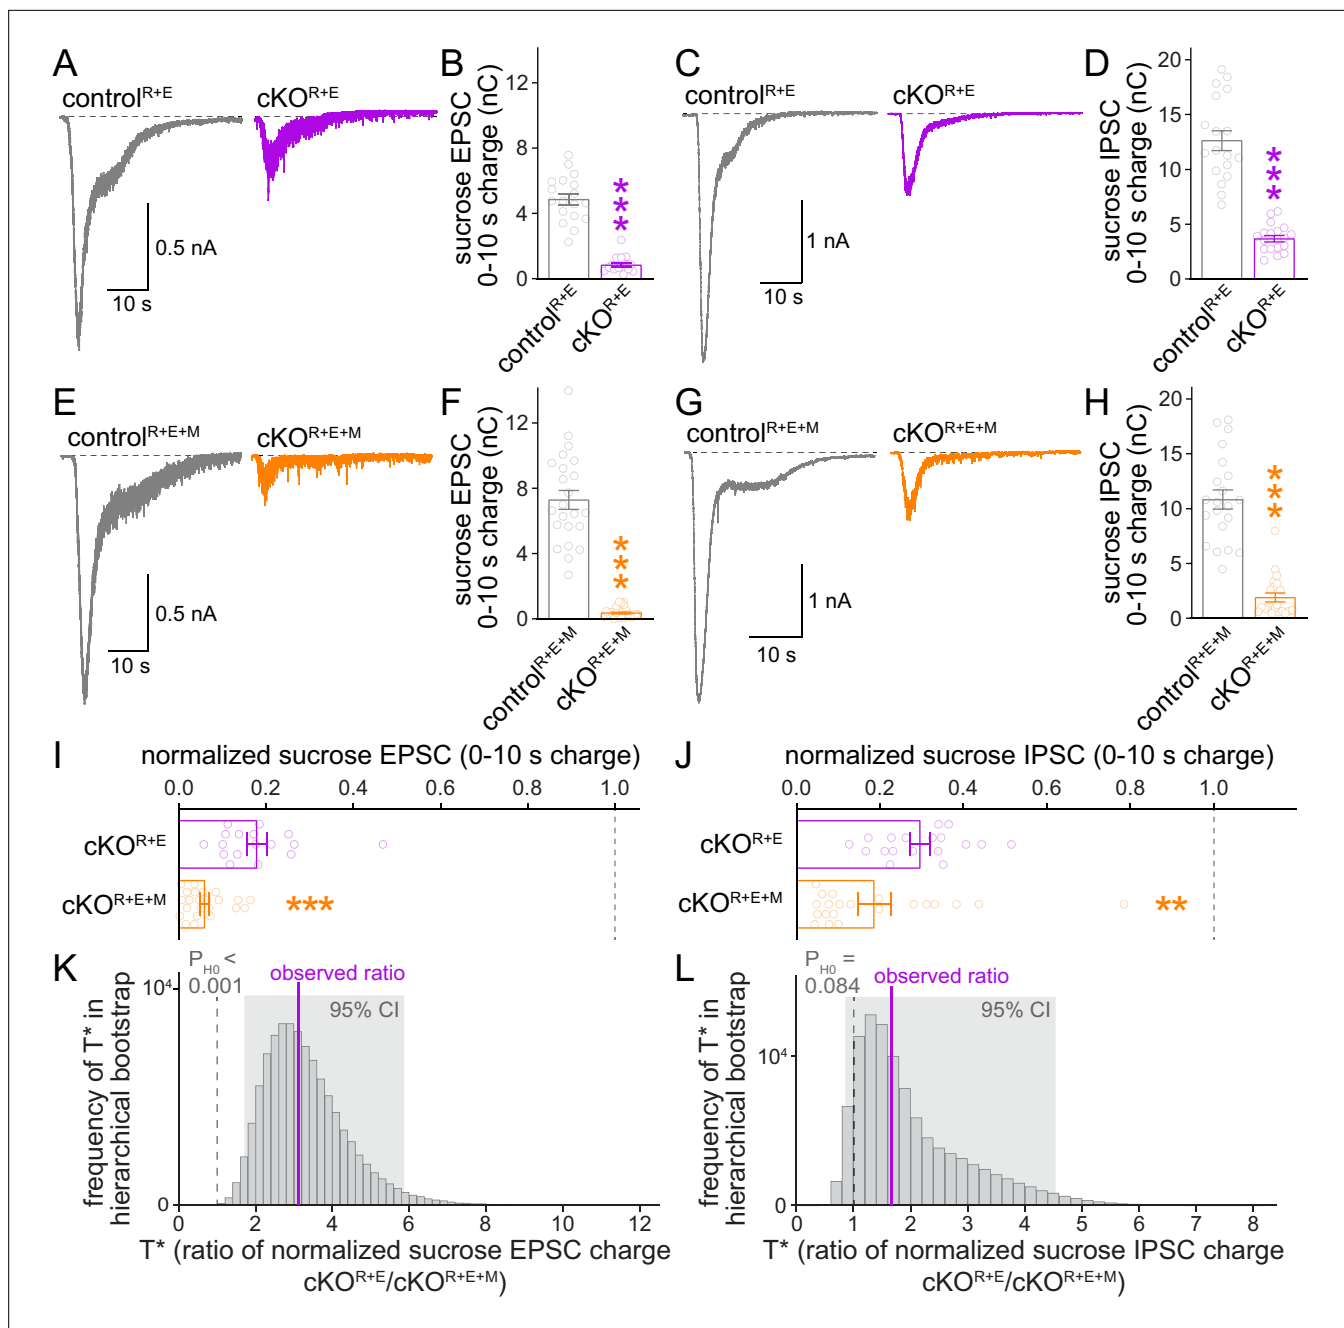 A
control^R+E
cKO^R+E
0.5 nA
10 s
B
sucrose EPSC
0-10 s charge (nC)
12
8
4
0
control^R+E
cKO^R+E
***
C
control^R+E
cKO^R+E
1 nA
10 s
D
sucrose IPSC
0-10 s charge (nC)
20
15
10
5
0
control^R+E
cKO^R+E
***
E
control^R+E+M
cKO^R+E+M
0.5 nA
10 s
F
sucrose EPSC
0-10 s charge (nC)
12
8
4
0
control^R+E+M
cKO^R+E+M
***
G
control^R+E+M
cKO^R+E+M
1 nA
10 s
H
sucrose IPSC
0-10 s charge (nC)
20
15
10
5
0
control^R+E+M
cKO^R+E+M
***
I
normalized sucrose EPSC (0-10 s charge)
0.0 0.2 0.4 0.6 0.8 1.0
cKO^R+E
cKO^R+E+M
***
J
normalized sucrose IPSC (0-10 s charge)
0.0 0.2 0.4 0.6 0.8 1.0
cKO^R+E
cKO^R+E+M
**
K
P_H0 <
0.001
observed ratio
95% CI
frequency of T* in
hierarchical bootstrap
10^4
0
0 2 4 6 8 10 12
T* (ratio of normalized sucrose EPSC charge
cKO^R+E/cKO^R+E+M)
L
P_H0 =
0.084
observed ratio
95% CI
frequency of T* in
hierarchical bootstrap
10^4
0
0 1 2 3 4 5 6 7 8
T* (ratio of normalized sucrose IPSC charge
cKO^R+E/cKO^R+E+M)